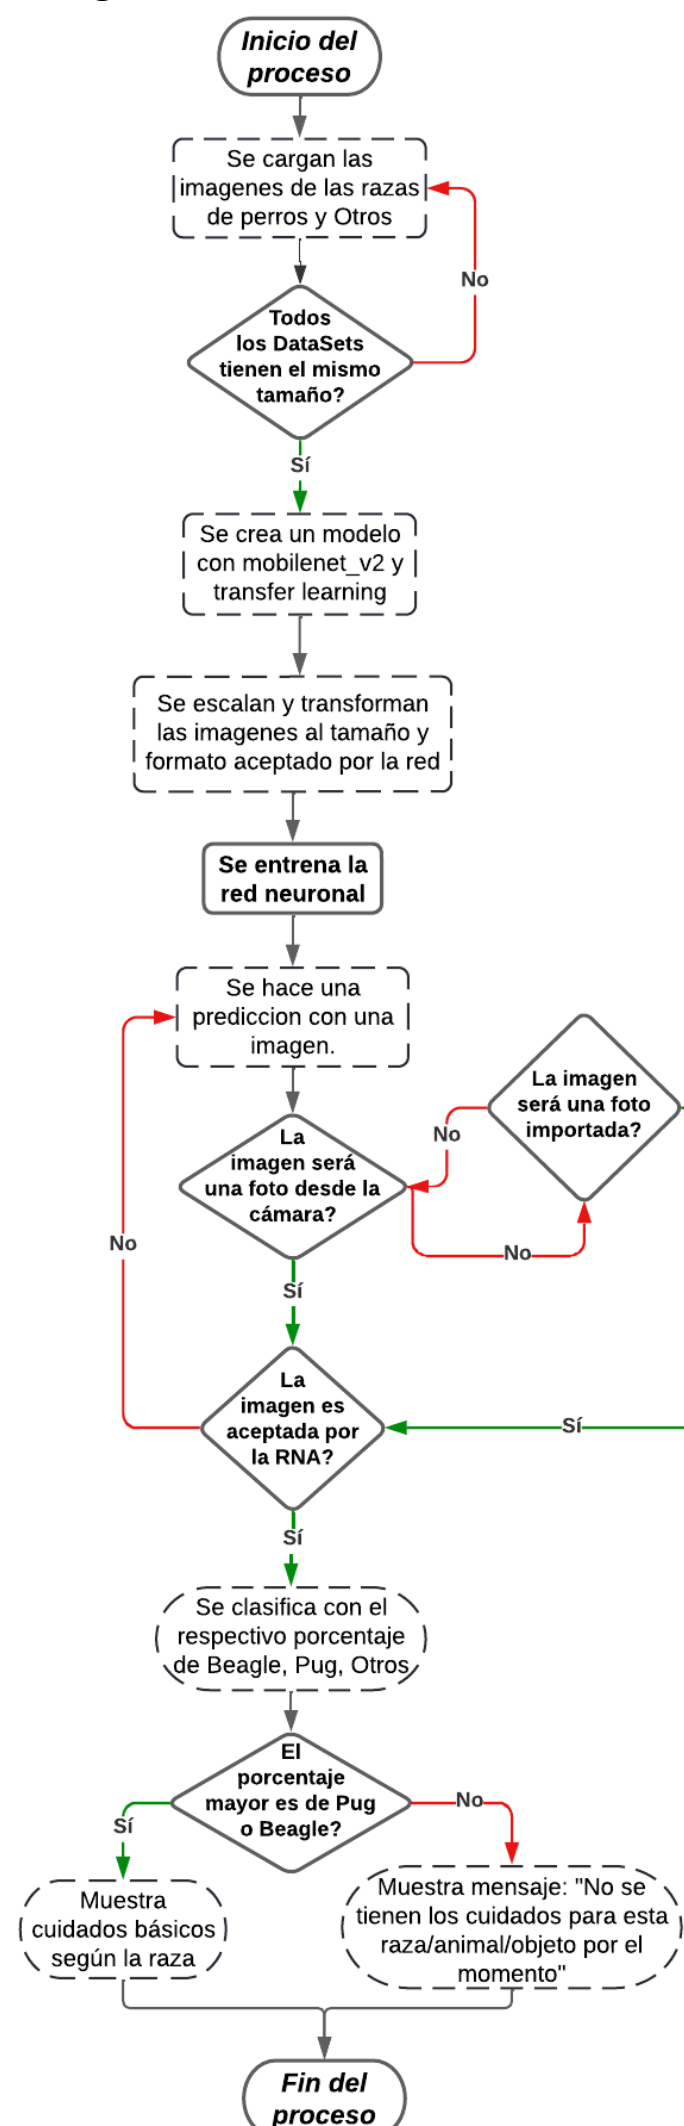 Inicio del
proceso
Se cargan las
imagenes de las razas
de perros y Otros
No
Todos
los DataSets
tienen el mismo
tamaño?
Sí
Se crea un modelo
con mobilenet_v2 y
transfer learning
Se escalan y transforman
las imagenes al tamaño y
formato aceptado por la red
Se entrena la
red neuronal
Se hace una
prediccion con una
imagen.
La imagen
será una foto
importada?
No
La
imagen será
una foto desde la
cámara?
No
No
Sí
La
imagen es
aceptada por
la RNA?
Sí
Sí
Se clasifica con el
respectivo porcentaje
de Beagle, Pug, Otros
El
porcentaje
mayor es de Pug
o Beagle?
No
Sí
Muestra
cuidados básicos
según la raza
Muestra mensaje: "No se
tienen los cuidados para esta
raza/animal/objeto por el
momento"
Fin del
proceso